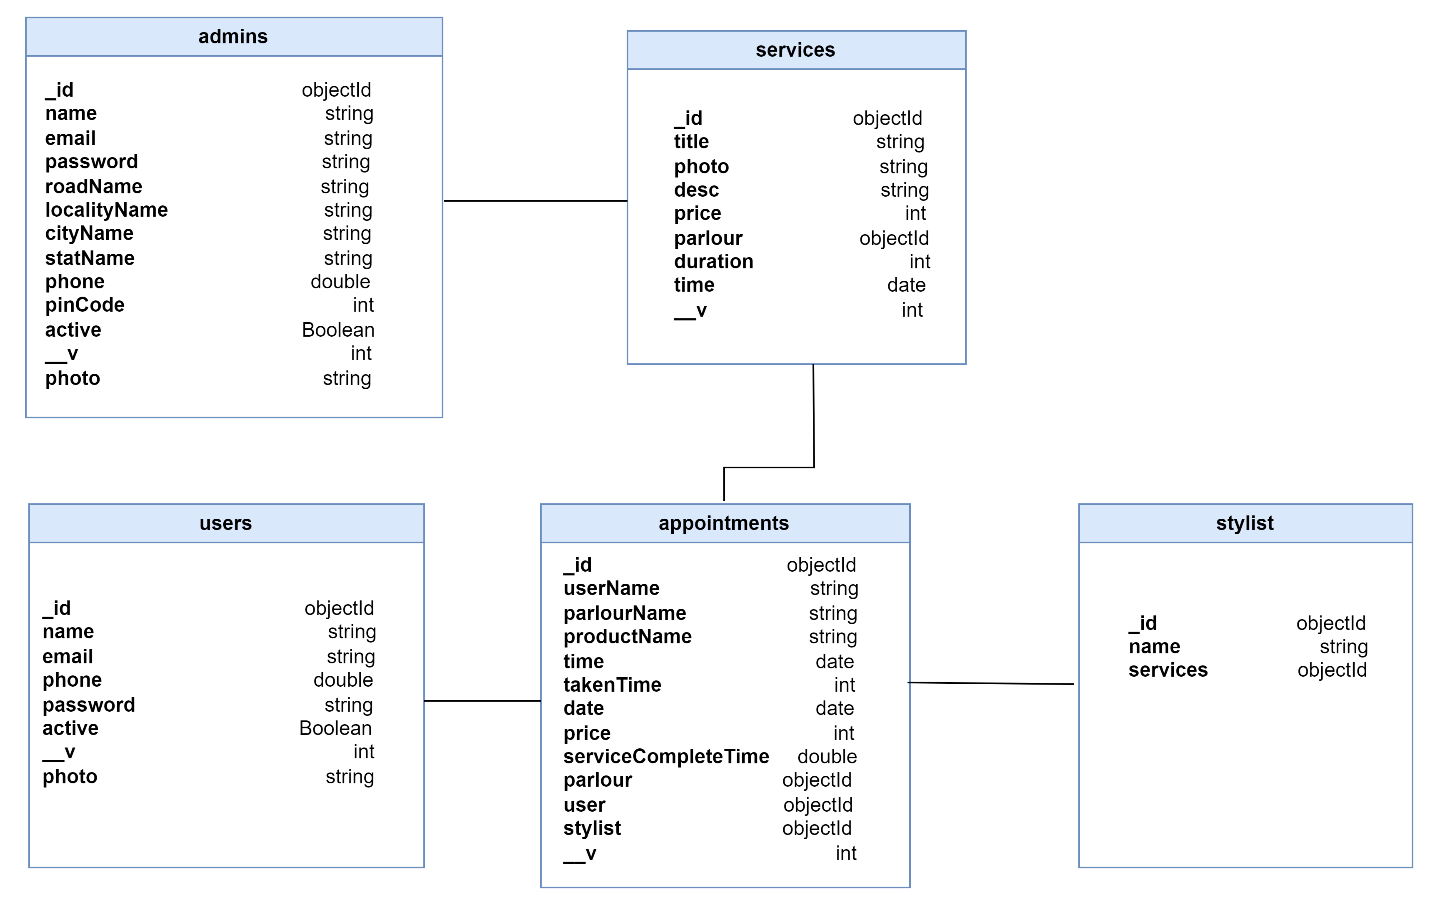 admins
_id objectId
name string
email string
password string
roadName string
localityName string
cityName string
statName string
phone double
pinCode int
active Boolean
__v int
photo string
services
_id objectId
title string
photo string
desc string
price int
parlour objectId
duration int
time date
__v int
users
_id objectId
name string
email string
phone double
password string
active Boolean
__v int
photo string
appointments
_id objectId
userName string
parlourName string
productName string
time date
takenTime int
date date
price int
serviceCompleteTime double
parlour objectId
user objectId
stylist objectId
__v int
stylist
_id objectId
name string
services objectId